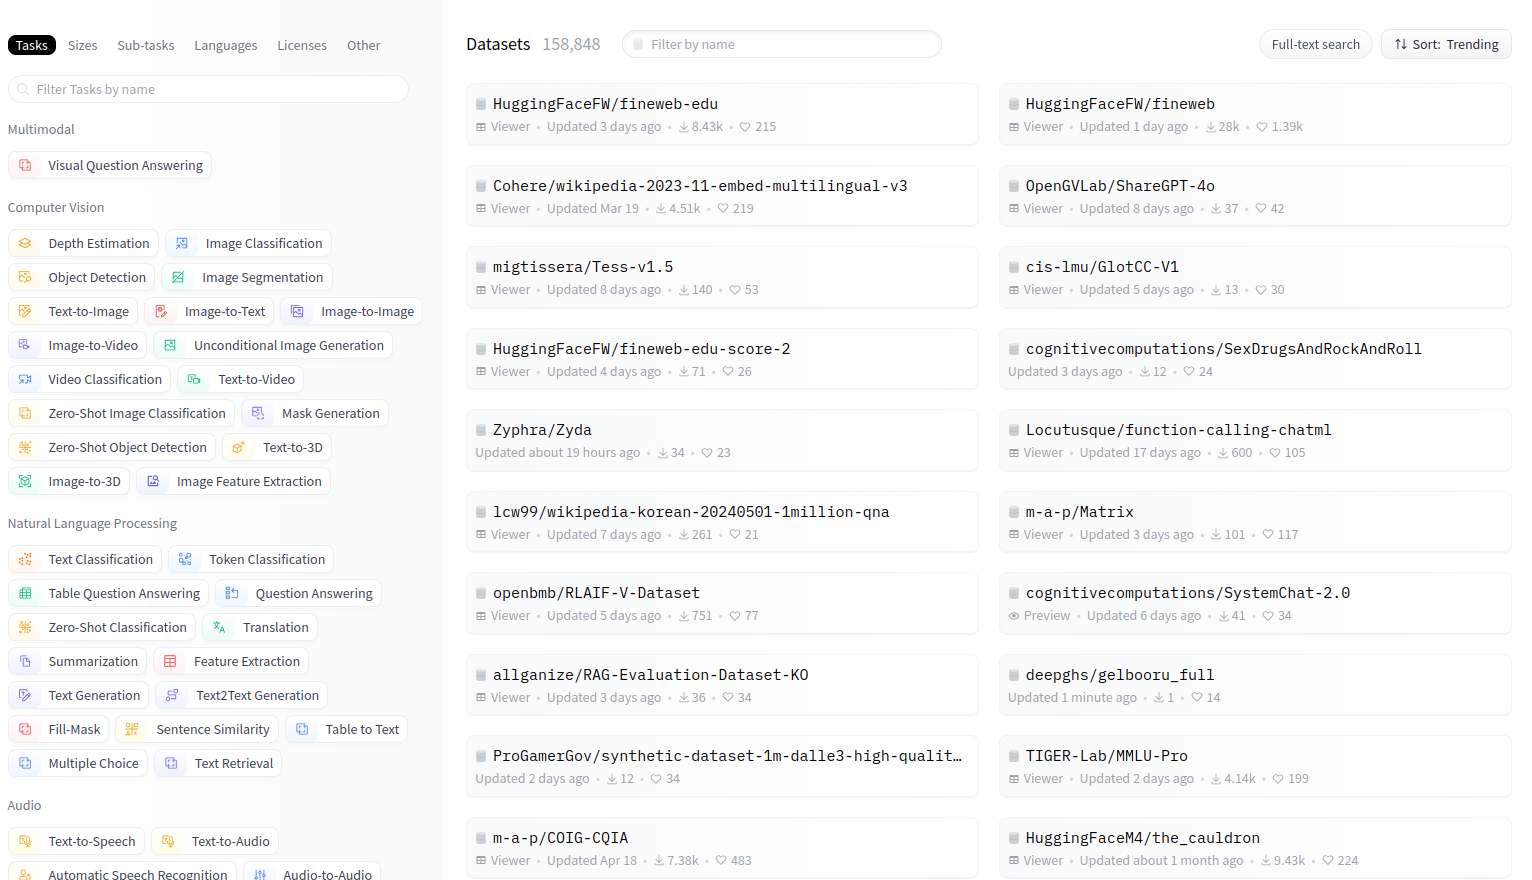 Tasks Sizes Sub-tasks Languages Licenses Other
Filter Tasks by name
Multimodal
Visual Question Answering
Computer Vision
Depth Estimation Image Classification
Object Detection Image Segmentation
Text-to-Image Image-to-Text Image-to-Image
Image-to-Video Unconditional Image Generation
Video Classification Text-to-Video
Zero-Shot Image Classification Mask Generation
Zero-Shot Object Detection Text-to-3D
Image-to-3D Image Feature Extraction
Natural Language Processing
Text Classification Token Classification
Table Question Answering Question Answering
Zero-Shot Classification Translation
Summarization Feature Extraction
Text Generation Text2Text Generation
Fill-Mask Sentence Similarity Table to Text
Multiple Choice Text Retrieval
Audio
Text-to-Speech Text-to-Audio
Automatic Speech Recognition Audio-to-Audio
Datasets 158,848 Filter by name Full-text search Sort: Trending
HuggingFaceFW/fineweb-edu
Viewer • Updated 3 days ago • 8.43k • 215
HuggingFaceFW/fineweb
Viewer • Updated 1 day ago • 28k • 1.39k
Cohere/wikipedia-2023-11-embed-multilingual-v3
Viewer • Updated Mar 19 • 4.51k • 219
OpenGVLab/ShareGPT-4o
Viewer • Updated 8 days ago • 37 • 42
migtissera/Tess-v1.5
Viewer • Updated 8 days ago • 140 • 53
cis-lmu/GlotCC-V1
Viewer • Updated 5 days ago • 13 • 30
HuggingFaceFW/fineweb-edu-score-2
Viewer • Updated 4 days ago • 71 • 26
cognitivecomputations/SexDrugsAndRockAndRoll
Updated 3 days ago • 12 • 24
Zyphra/Zyda
Updated about 19 hours ago • 34 • 23
Locutusque/function-calling-chatml
Viewer • Updated 17 days ago • 600 • 105
lcw99/wikipedia-korean-20240501-1million-qna
Viewer • Updated 7 days ago • 261 • 21
m-a-p/Matrix
Viewer • Updated 3 days ago • 101 • 117
openbmb/RLAIF-V-Dataset
Viewer • Updated 5 days ago • 751 • 77
cognitivecomputations/SystemChat-2.0
Preview • Updated 6 days ago • 41 • 34
allganize/RAG-Evaluation-Dataset-KO
Viewer • Updated 3 days ago • 36 • 34
deepghs/gelbooru_full
Updated 1 minute ago • 1 • 14
ProGamerGov/synthetic-dataset-1m-dalle3-high-qualit…
Updated 2 days ago • 12 • 34
TIGER-Lab/MMLU-Pro
Viewer • Updated 2 days ago • 4.14k • 199
m-a-p/COIG-CQIA
Viewer • Updated Apr 18 • 7.38k • 483
HuggingFaceM4/the_cauldron
Viewer • Updated about 1 month ago • 9.43k • 224